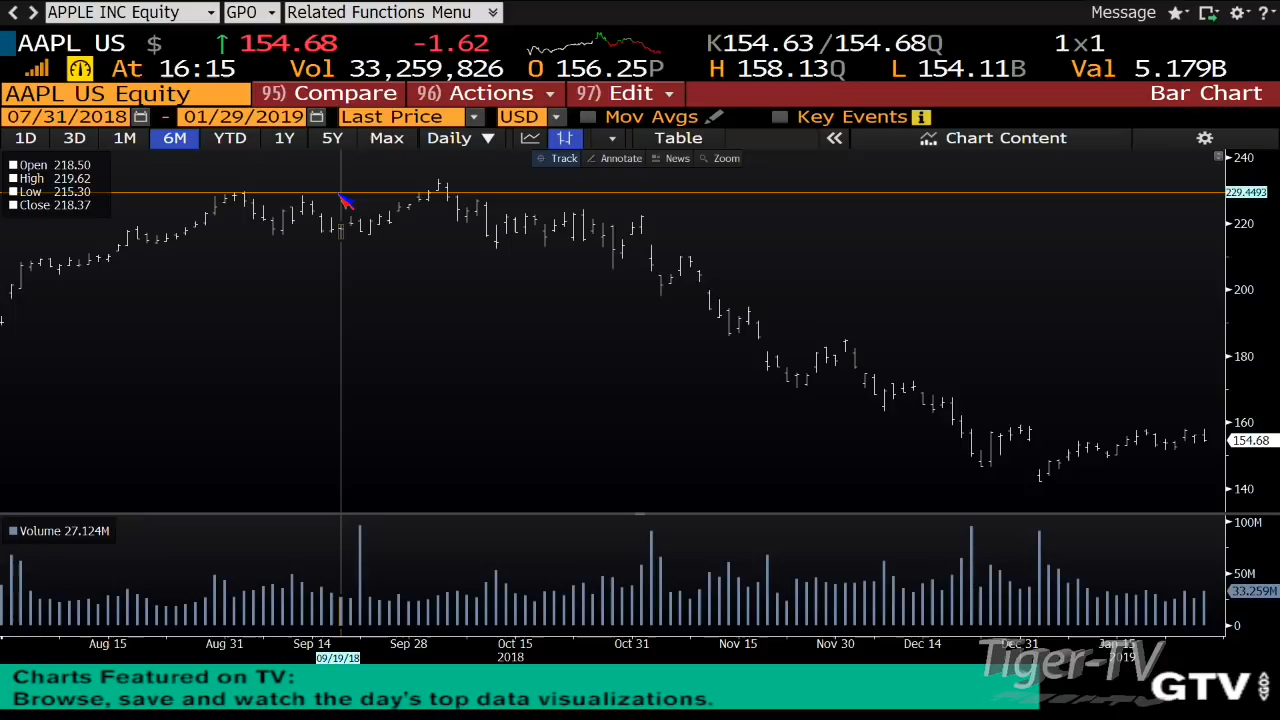 APPLE INC Equity GPO Related Functions Menu Message
AAPL US $ ↑ 154.68 -1.62 K154.63/154.68Q 1×1
At 16:15 Vol 33,259,826 O 156.25P H 158.13Q L 154.11B Val 5.179B
AAPL US Equity 95) Compare 96) Actions 97) Edit Bar Chart
07/31/2018 - 01/29/2019 Last Price USD Mov Avgs Key Events
1D 3D 1M 6M YTD 1Y 5Y Max Daily ▼ Table « Chart Content
Track Annotate News Zoom
Open 218.50
High 219.62
Low 215.30
Close 218.37
240
229.4493
220
200
180
160
154.68
140
Volume 27.124M
100M
50M
33.259M
0
Aug 15 Aug 31 Sep 14 Sep 28 Oct 15 Oct 31 Nov 15 Nov 30 Dec 14 Dec 31 Jan 15
09/19/18 2018 2019
Tiger-TV
Charts Featured on TV:
Browse, save and watch the day's top data visualizations.
GTV